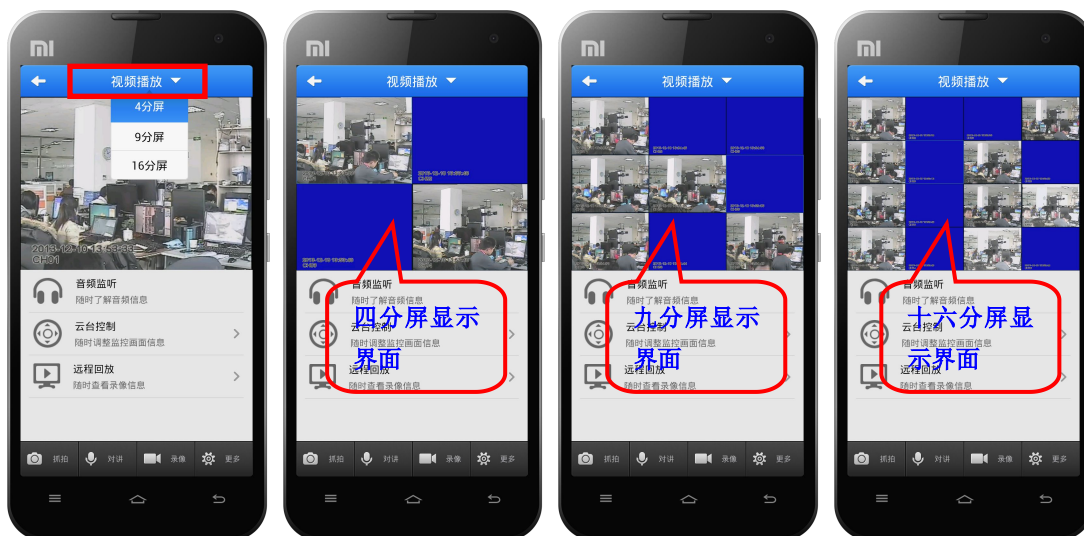 视频播放
4分屏
9分屏
16分屏
2013-12-10 13:53:33
CH01
音频监听
随时了解音频信息
云台控制
随时调整监控画面信息
远程回放
随时查看录像信息
抓拍
对讲
录像
更多
视频播放
音频监听
随时了解音频信息
云台控制
随时调整监控画面信息
远程回放
随时查看录像信息
四分屏显示
界面
抓拍
对讲
录像
更多
视频播放
音频监听
随时了解音频信息
云台控制
随时调整监控画面信息
远程回放
随时查看录像信息
九分屏显示
界面
抓拍
对讲
录像
更多
视频播放
音频监听
随时了解音频信息
云台控制
随时调整监控画面信息
远程回放
随时查看录像信息
十六分屏显
示界面
抓拍
对讲
录像
更多